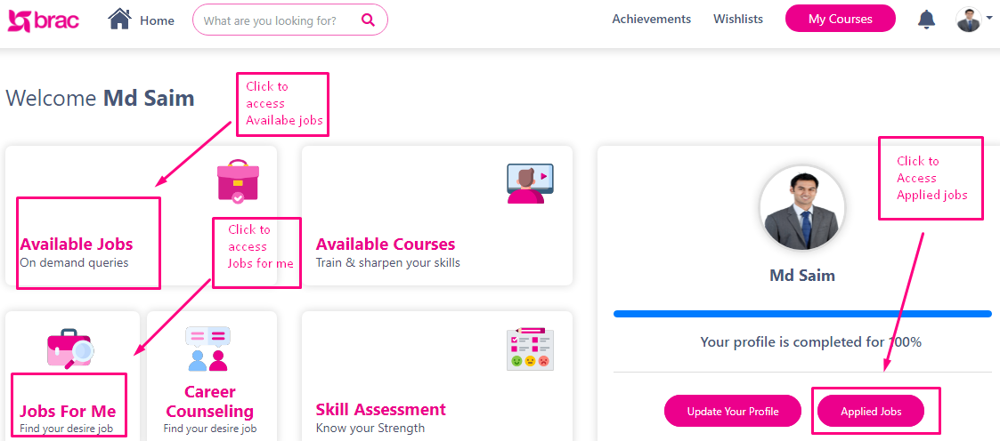 brac
Home
What are you looking for?
Achievements
Wishlists
My Courses
Welcome Md Saim
Click to
access
Availabe jobs
Available Jobs
On demand queries
Click to
access
Jobs for me
Available Courses
Train & sharpen your skills
Click to
Access
Applied jobs
Md Saim
Your profile is completed for 100%
Update Your Profile
Applied Jobs
Jobs For Me
Find your desire job
Career
Counseling
Find your desire job
Skill Assessment
Know your Strength